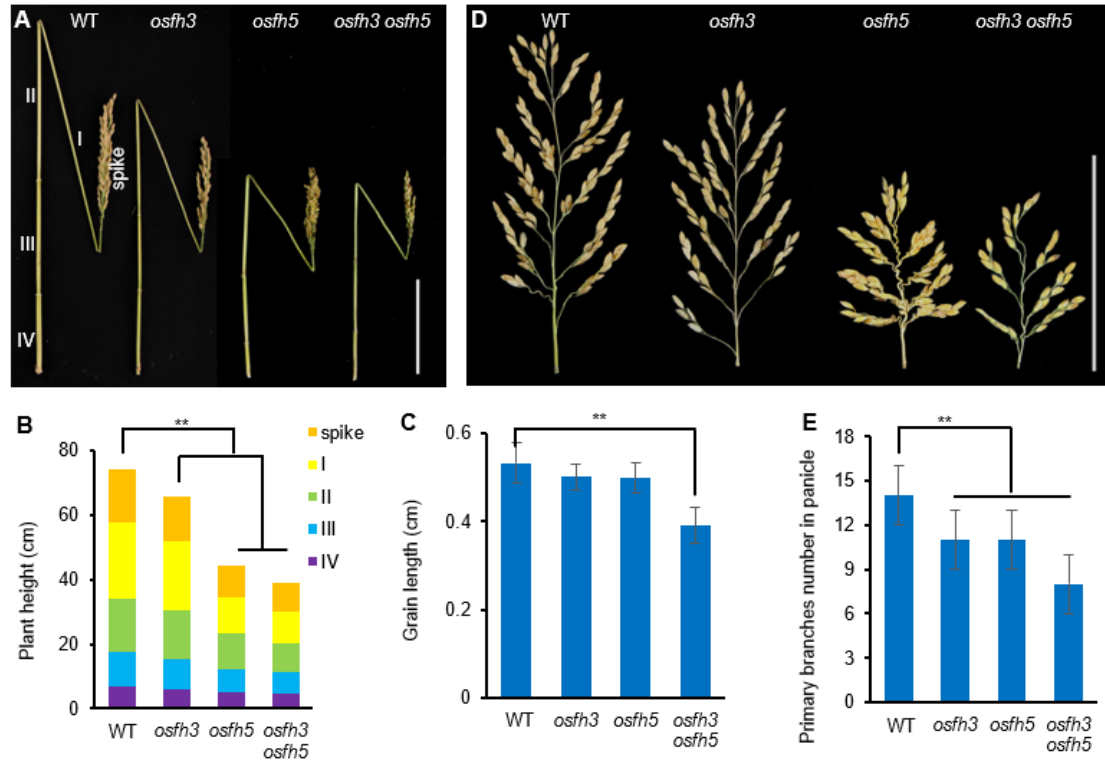 A WT osfh3 osfh5 osfh3 osfh5
II
I
spike
III
IV
D WT osfh3 osfh5 osfh3 osfh5
B
**
80
60
40
20
0
Plant height (cm)
WT osfh3 osfh5 osfh3
osfh5
spike
I
II
III
IV
C
**
0.6
0.4
0.2
0
Grain length (cm)
WT osfh3 osfh5 osfh3
osfh5
E
**
18
15
12
9
6
3
0
Primary branches number in panicle
WT osfh3 osfh5 osfh3
osfh5